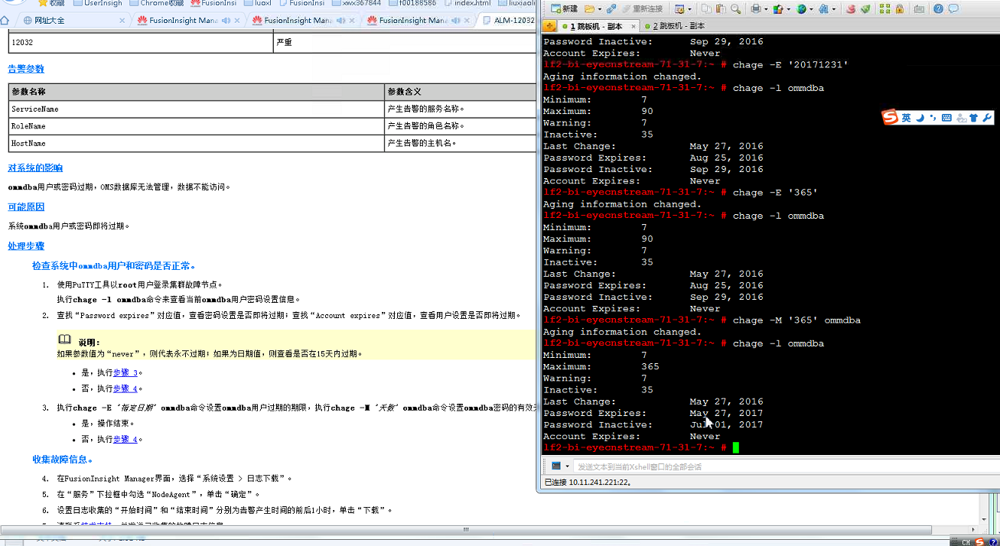 收藏 UserInsigh Chrome收藏 FusionInsi luoxl FusionInsi xwx367844 f00186586 index.html liuxiaoli
网址大全 FusionInsight Mana FusionInsight Mana FusionInsight Mana ALM-12032
12032 严重
告警参数
参数名称 参数含义
ServiceName 产生告警的服务名称。
RoleName 产生告警的角色名称。
HostName 产生告警的主机名。
对系统的影响
ommdba用户或密码过期，OMS数据库无法管理，数据不能访问。
可能原因
系统ommdba用户或密码即将过期。
处理步骤
检查系统中ommdba用户和密码是否正常。
1. 使用PuTTY工具以root用户登录集群故障节点。
执行chage -l ommdba命令来查看当前ommdba用户密码设置信息。
2. 查找“Password expires”对应值，查看密码设置是否即将过期；查找“Account expires”对应值，查看用户设置是否即将过期。
说明：
如果参数值为“never”，则代表永不过期；如果为日期值，则查看是否在15天内过期。
• 是，执行步骤 3。
• 否，执行步骤 4。
3. 执行chage -E '指定日期' ommdba命令设置ommdba用户过期的期限，执行chage -M '天数' ommdba命令设置ommdba密码的有效天
• 是，操作结束。
• 否，执行步骤 4。
收集故障信息。
4. 在FusionInsight Manager界面，选择“系统设置 > 日志下载”。
5. 在“服务”下拉框中勾选“NodeAgent”，单击“确定”。
6. 设置日志收集的“开始时间”和“结束时间”分别为告警产生时间的前后1小时，单击“下载”。
新建 重新连接
1 跳板机 - 副本 × 2 跳板机 - 副本
Password Inactive: Sep 29, 2016
Account Expires: Never
lf2-bi-eyeonstream-71-31-7:~ # chage -E '20171231'
Aging information changed.
lf2-bi-eyeonstream-71-31-7:~ # chage -l ommdba
Minimum: 7
Maximum: 90
Warning: 7
Inactive: 35
Last Change: May 27, 2016
Password Expires: Aug 25, 2016
Password Inactive: Sep 29, 2016
Account Expires: Never
lf2-bi-eyeonstream-71-31-7:~ # chage -E '365'
Aging information changed.
lf2-bi-eyeonstream-71-31-7:~ # chage -l ommdba
Minimum: 7
Maximum: 90
Warning: 7
Inactive: 35
Last Change: May 27, 2016
Password Expires: Aug 25, 2016
Password Inactive: Sep 29, 2016
Account Expires: Never
lf2-bi-eyeonstream-71-31-7:~ # chage -M '365' ommdba
Aging information changed.
lf2-bi-eyeonstream-71-31-7:~ # chage -l ommdba
Minimum: 7
Maximum: 365
Warning: 7
Inactive: 35
Last Change: May 27, 2016
Password Expires: May 27, 2017
Password Inactive: Jul 01, 2017
Account Expires: Never
lf2-bi-eyeonstream-71-31-7:~ #
发送文本到当前Xshell窗口的全部会话
已连接 10.11.241.221:22。
S 英
CH S